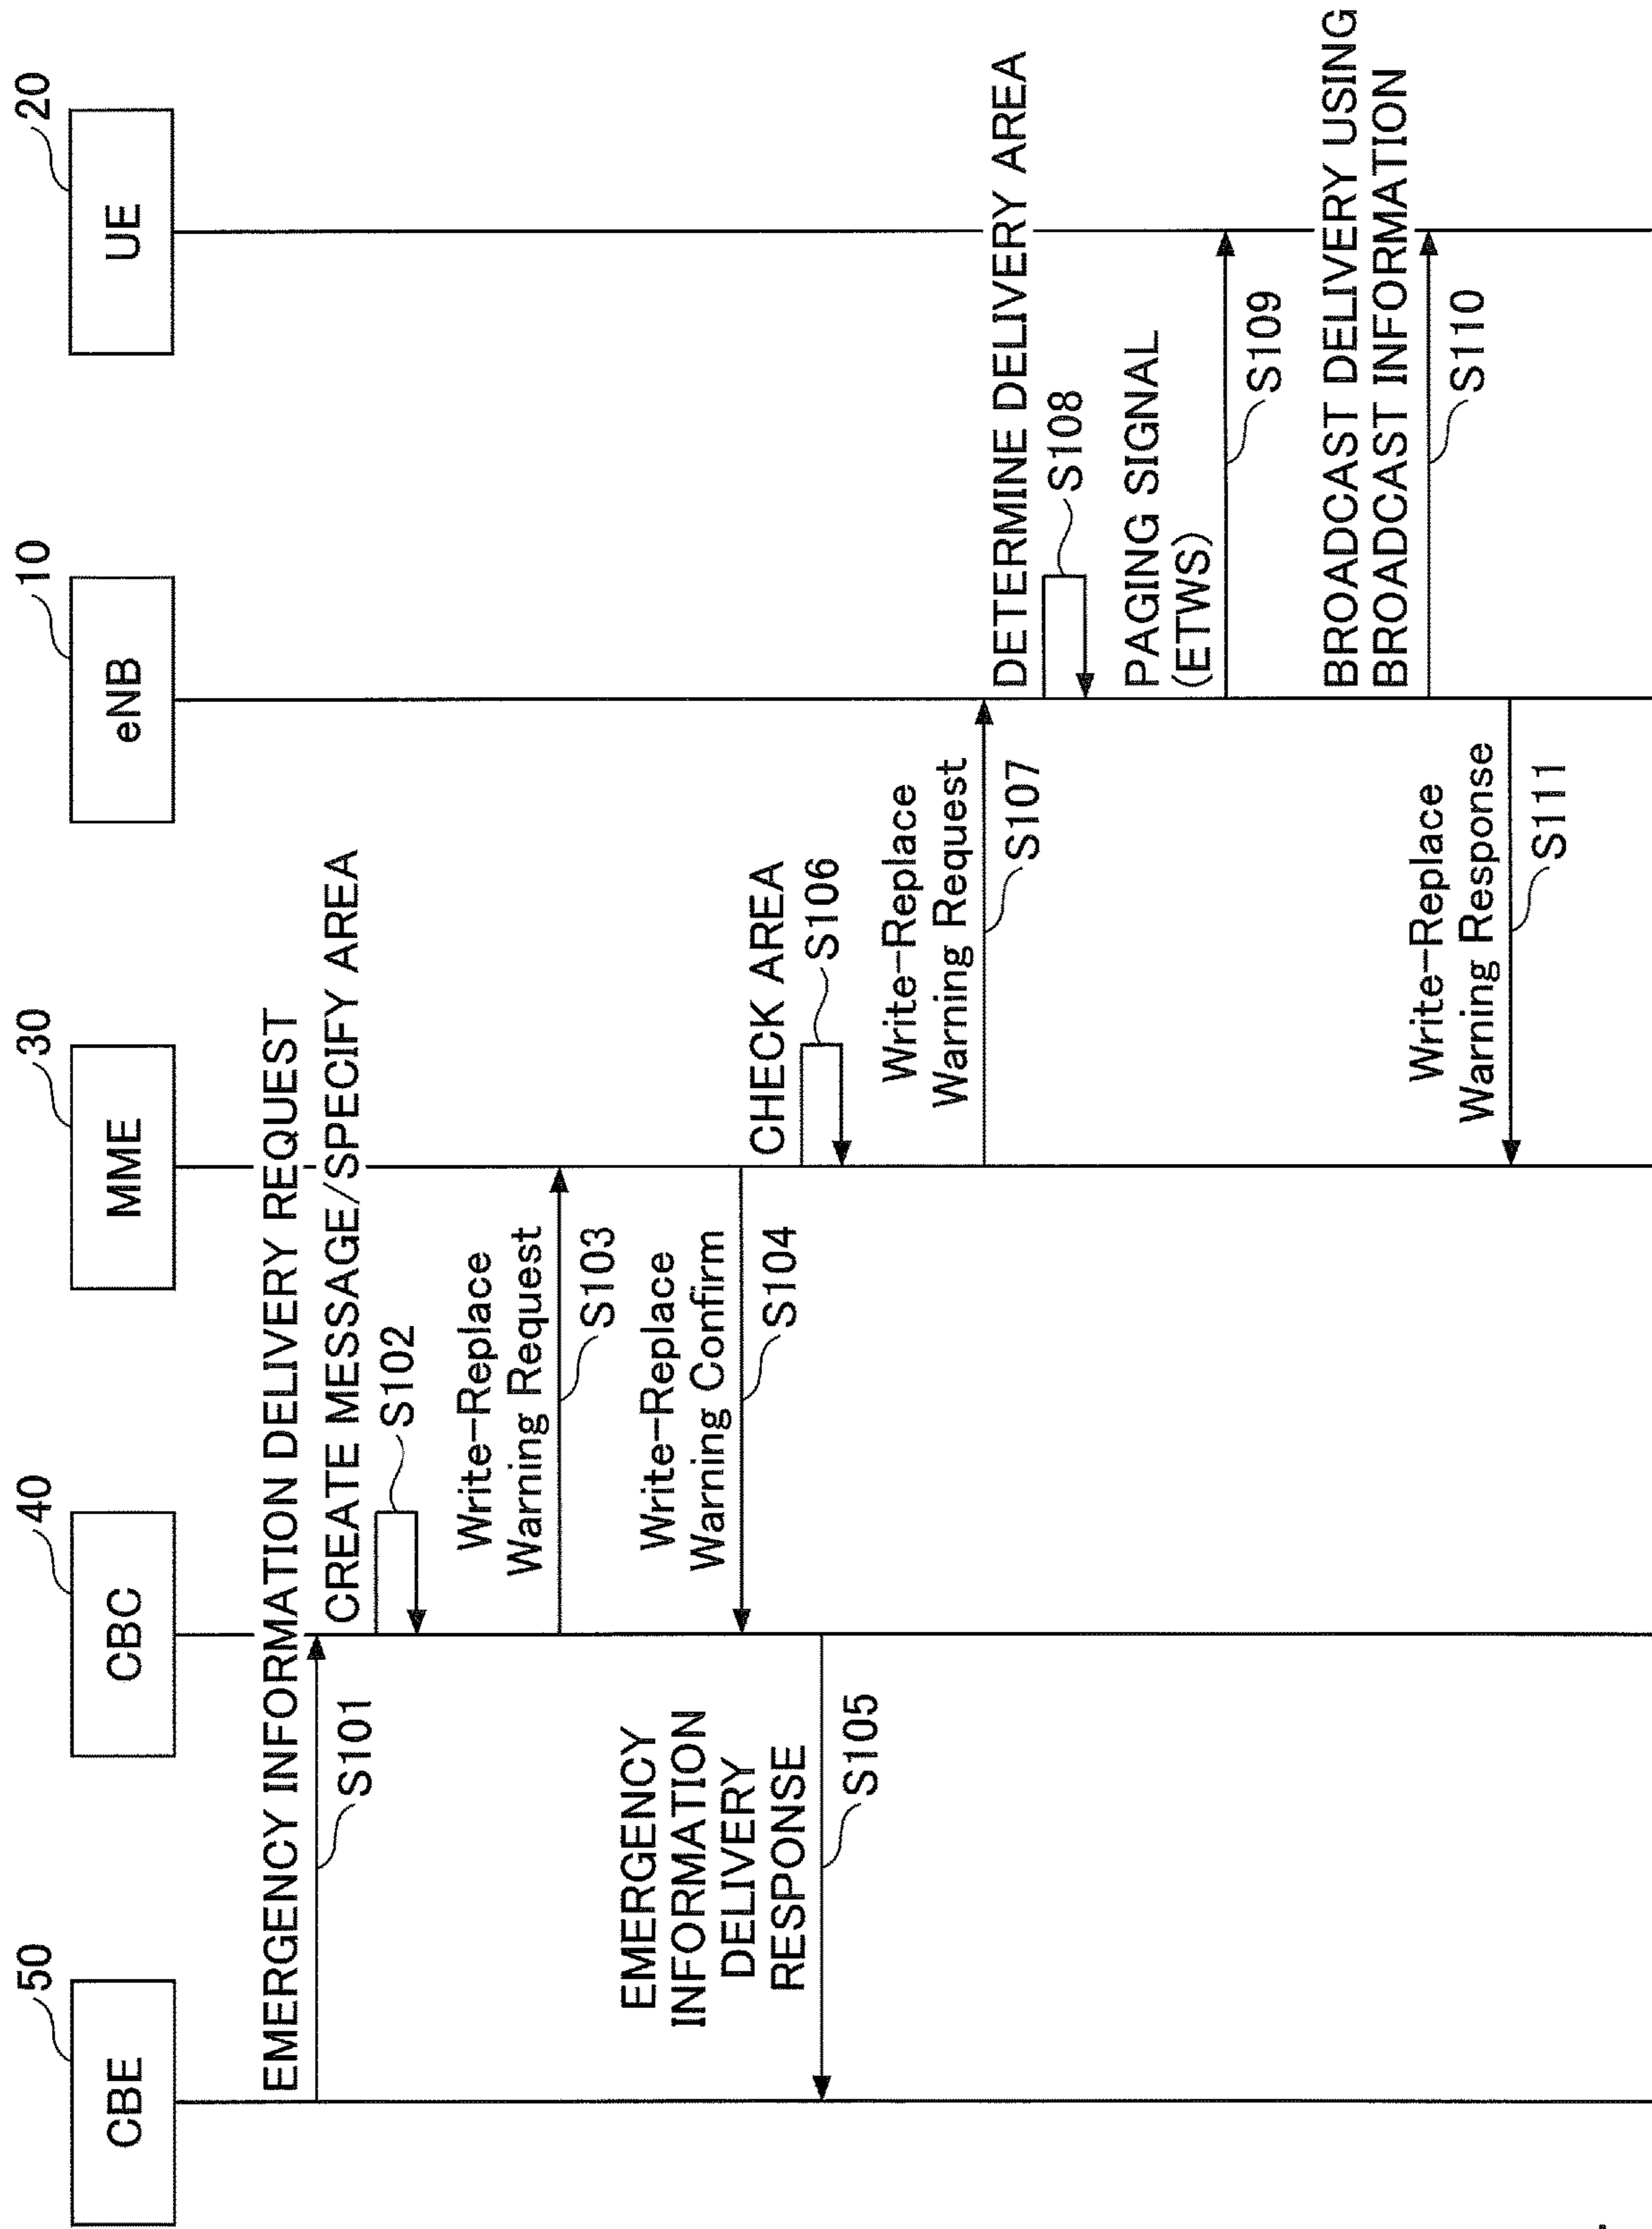 50
CBE
40
CBC
30
MME
10
eNB
20
UE
EMERGENCY INFORMATION DELIVERY REQUEST
S101
CREATE MESSAGE/SPECIFY AREA
S102
Write-Replace
Warning Request
S103
Write-Replace
Warning Confirm
S104
EMERGENCY
INFORMATION
DELIVERY
RESPONSE
S105
CHECK AREA
S106
Write-Replace
Warning Request
S107
DETERMINE DELIVERY AREA
S108
PAGING SIGNAL
(ETWS)
S109
BROADCAST DELIVERY USING
BROADCAST INFORMATION
S110
Write-Replace
Warning Response
S111